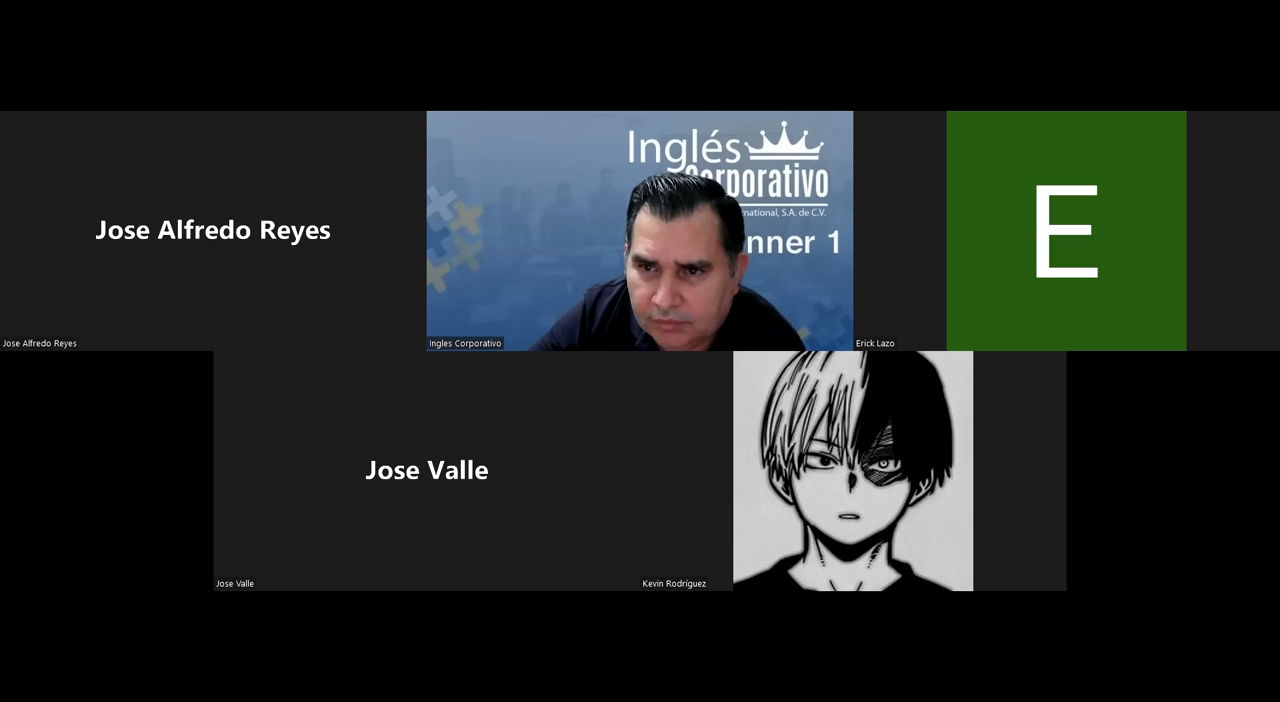 Jose Alfredo Reyes
Jose Alfredo Reyes
Inglés
Corporativo
national, S.A. de C.V.
nner 1
Ingles Corporativo
E
Erick Lazo
Jose Valle
Jose Valle
Kevin Rodríguez